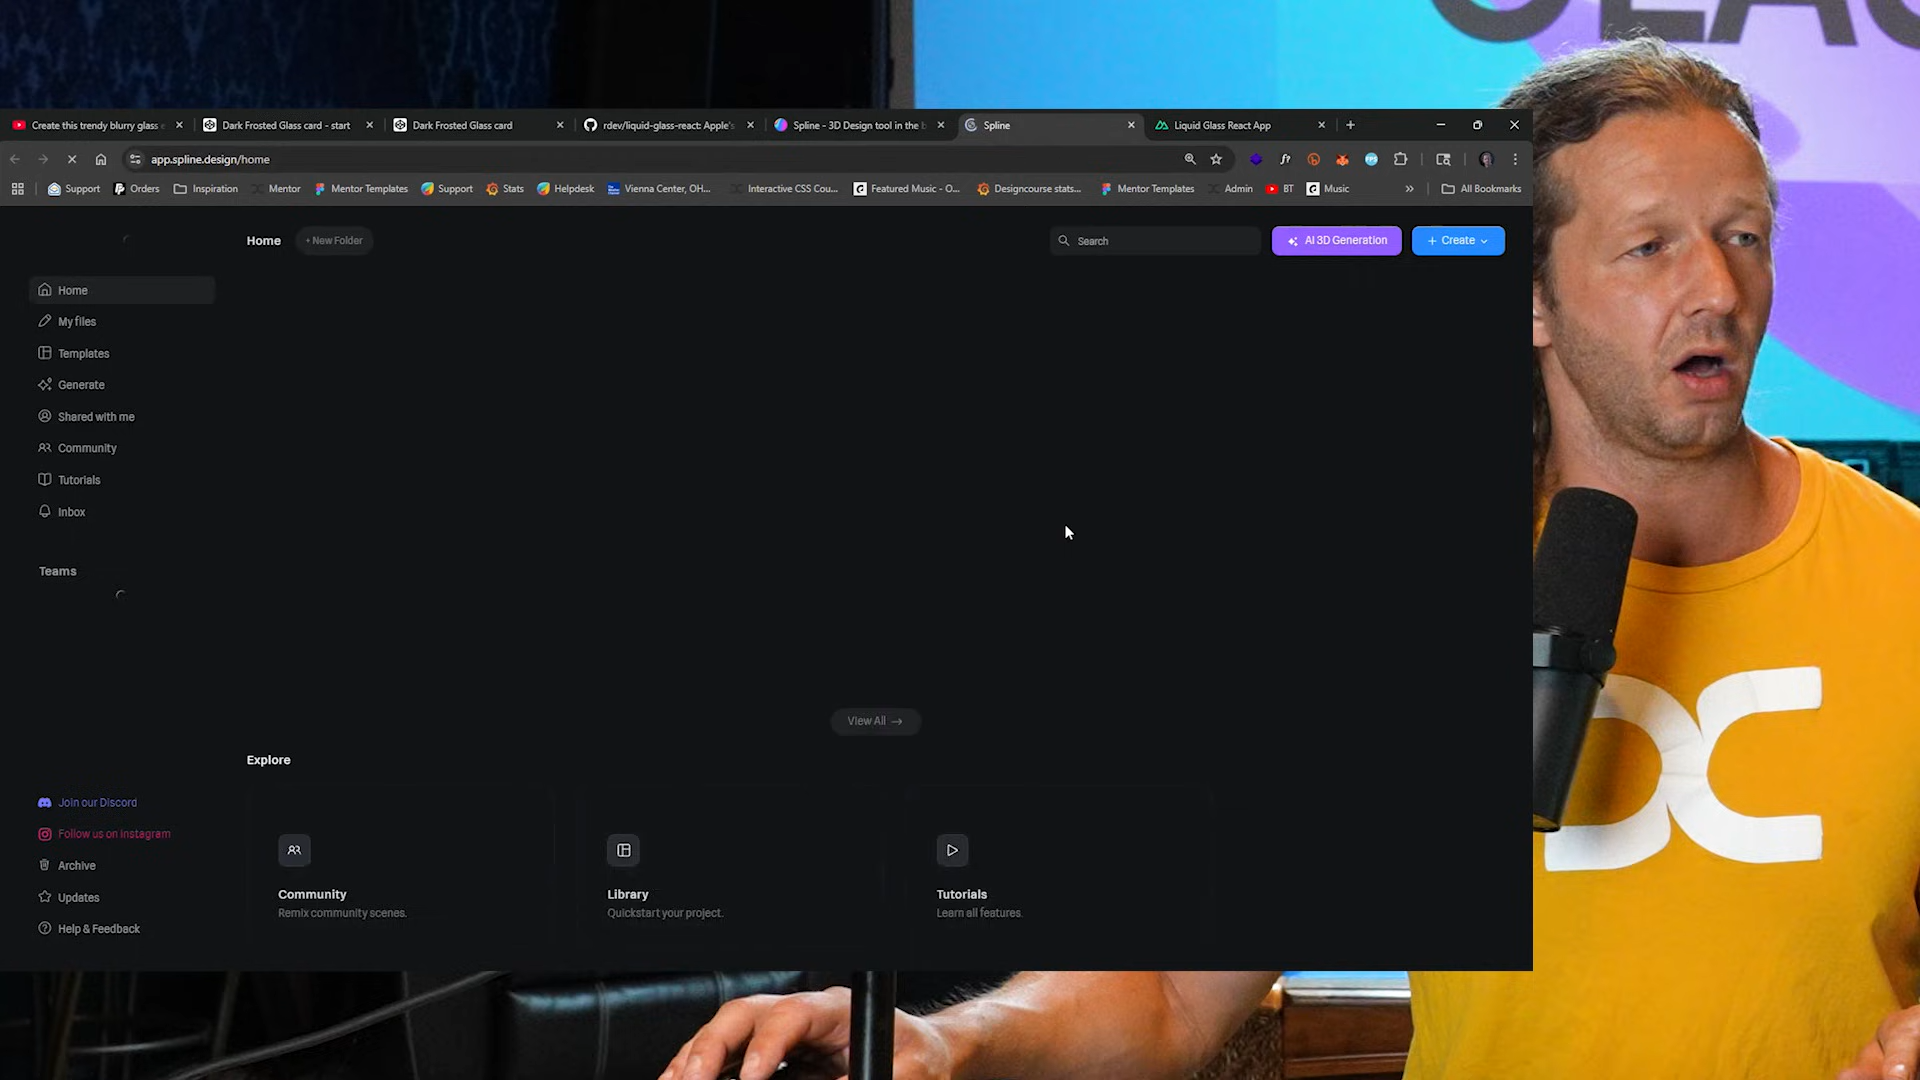 GLAS
Create this trendy blurry glass e
Dark Frosted Glass card - start
Dark Frosted Glass card
rdev/liquid-glass-react: Apple's
Spline - 3D Design tool in the b
Spline
Liquid Glass React App
app.spline.design/home
Support
Orders
Inspiration
Mentor
Mentor Templates
Support
Stats
Helpdesk
Vienna Center, OH...
Interactive CSS Cou...
Featured Music - O...
Designcourse stats...
Mentor Templates
Admin
BT
Music
All Bookmarks
Home
+ New Folder
Search
AI 3D Generation
+ Create
Home
My files
Templates
Generate
Shared with me
Community
Tutorials
Inbox
Teams
View All →
Explore
Join our Discord
Follow us on Instagram
Archive
Updates
Help & Feedback
Community
Remix community scenes.
Library
Quickstart your project.
Tutorials
Learn all features.
DC